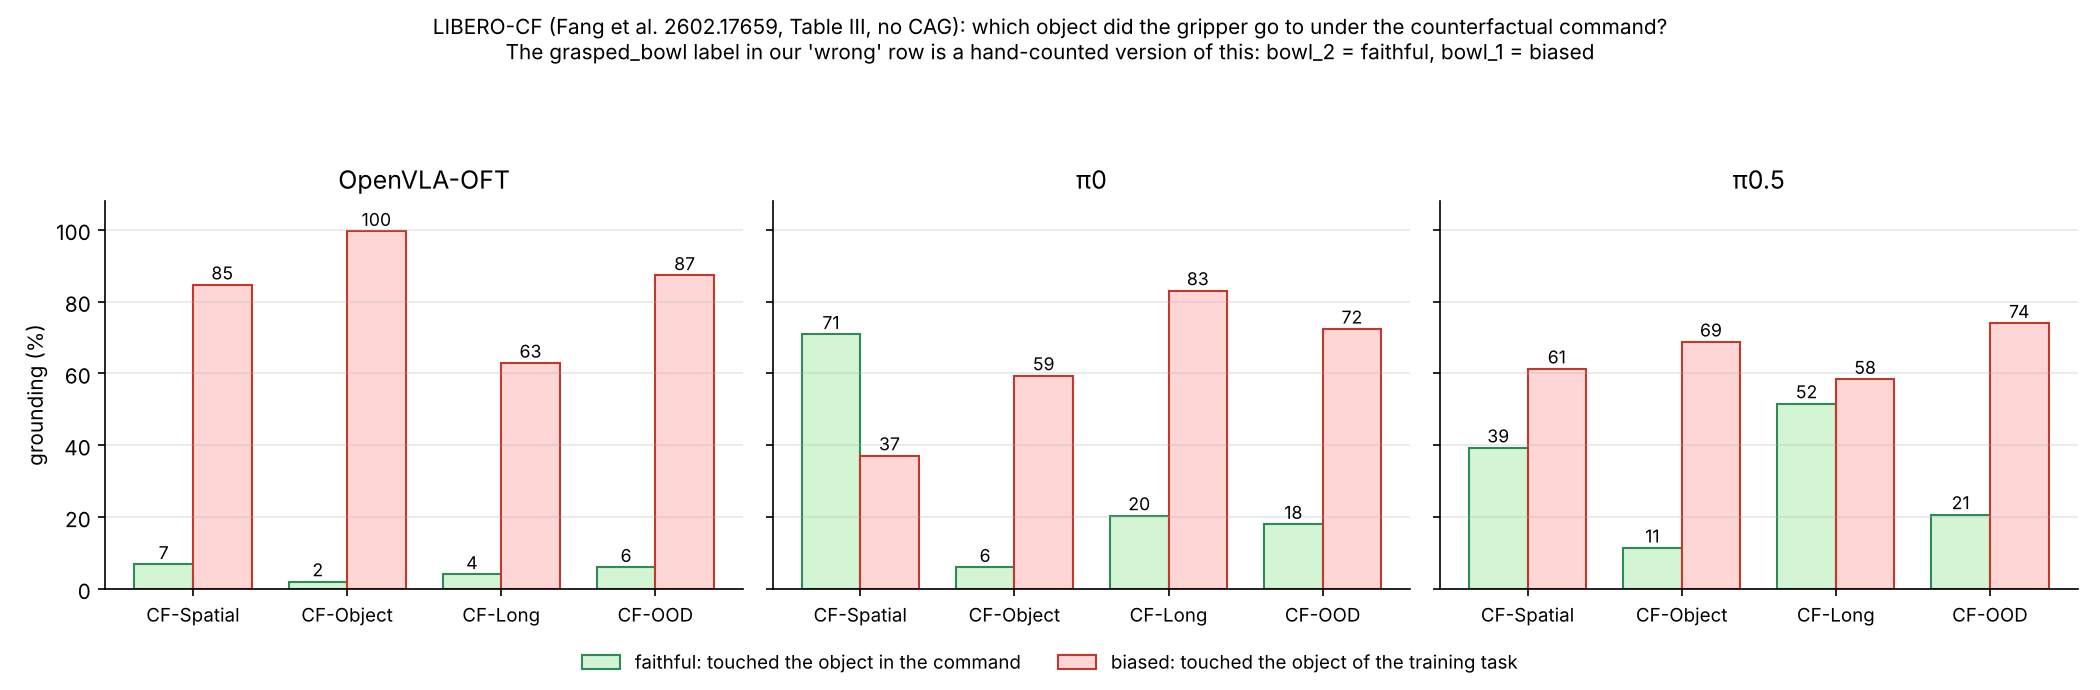 LIBERO-CF (Fang et al. 2602.17659, Table III, no CAG): which object did the gripper go to under the counterfactual command?
The grasped_bowl label in our 'wrong' row is a hand-counted version of this: bowl_2 = faithful, bowl_1 = biased
OpenVLA-OFT
grounding (%)
100
80
60
40
20
0
7
85
2
100
4
63
6
87
CF-Spatial
CF-Object
CF-Long
CF-OOD
π0
71
37
6
59
20
83
18
72
CF-Spatial
CF-Object
CF-Long
CF-OOD
π0.5
39
61
11
69
52
58
21
74
CF-Spatial
CF-Object
CF-Long
CF-OOD
faithful: touched the object in the command
biased: touched the object of the training task